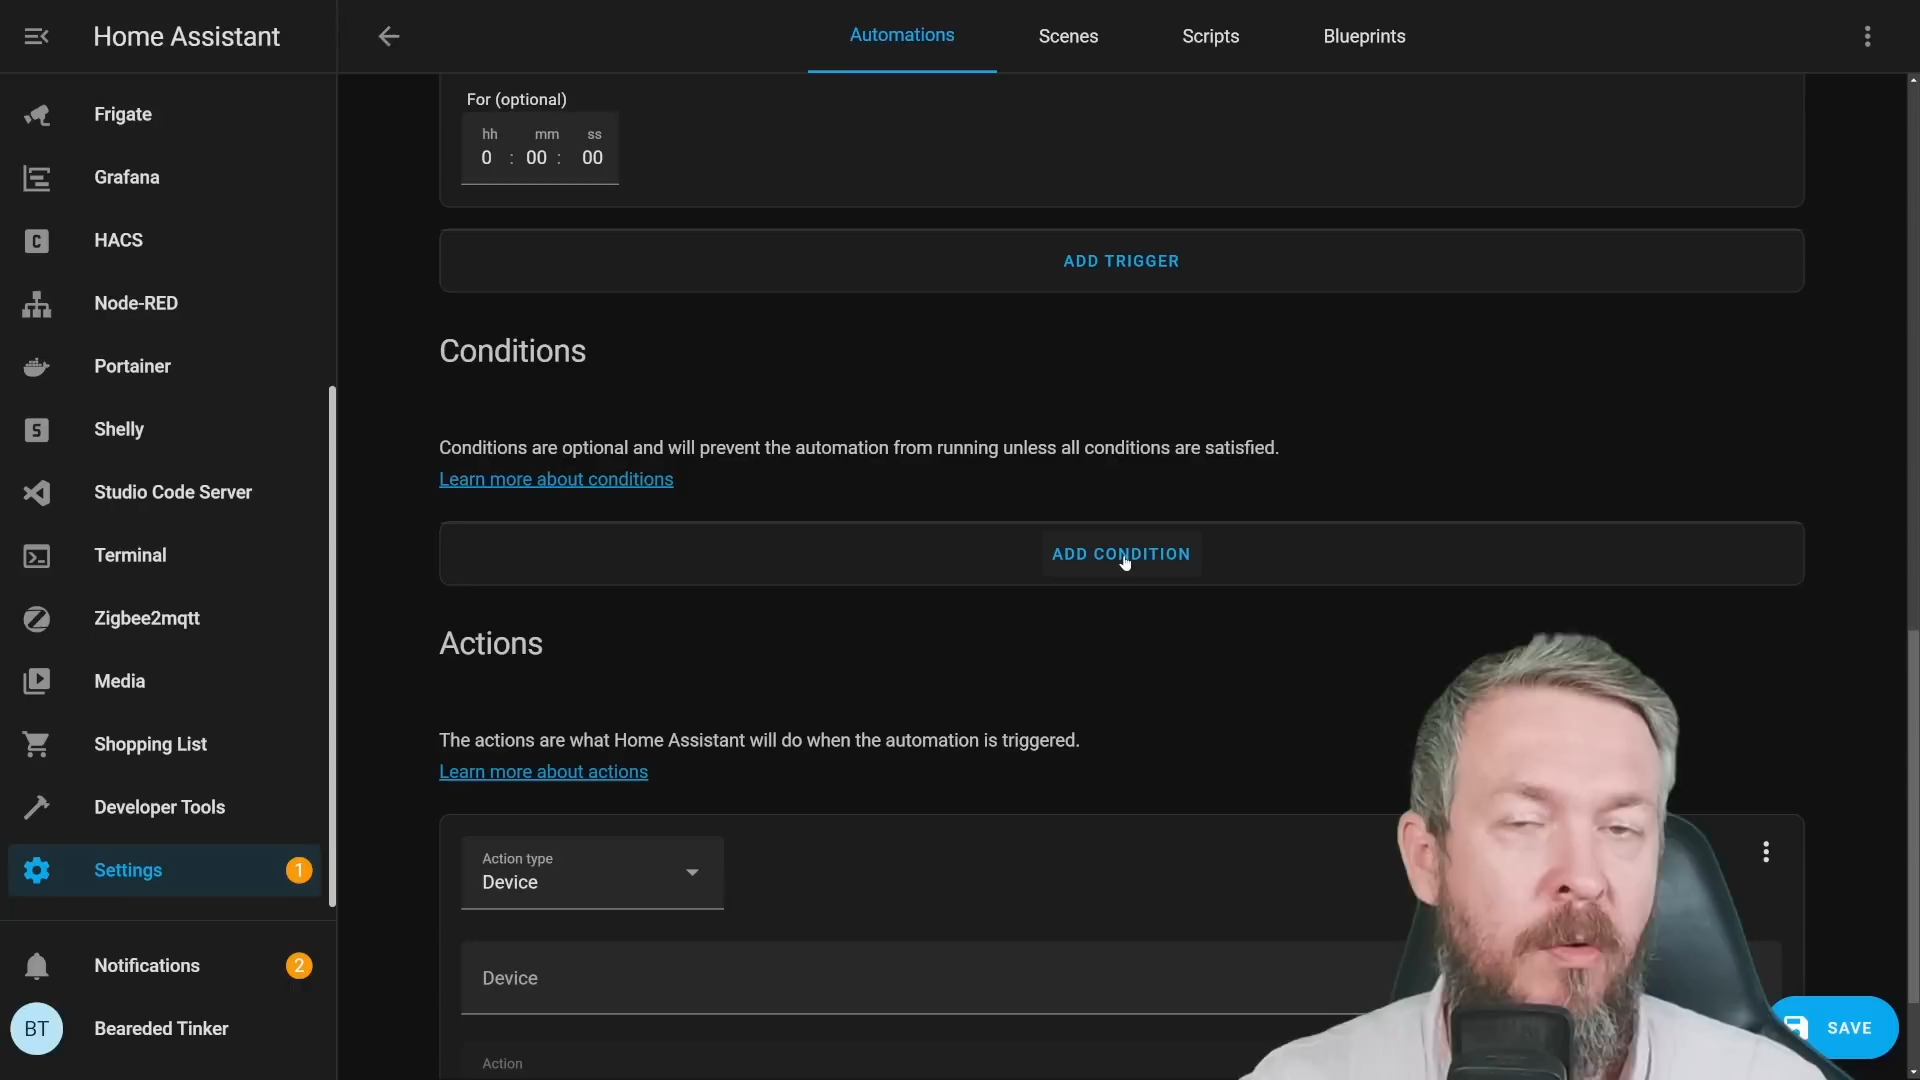 Home Assistant
Automations
Scenes
Scripts
Blueprints
Frigate
Grafana
C
HACS
Node-RED
Portainer
S
Shelly
Studio Code Server
Terminal
Zigbee2mqtt
Media
Shopping List
Developer Tools
Settings
1
Notifications
2
BT
Bearded Tinker
For (optional)
hh mm ss
0 : 00 : 00
ADD TRIGGER
Conditions
Conditions are optional and will prevent the automation from running unless all conditions are satisfied.
Learn more about conditions
ADD CONDITION
Actions
The actions are what Home Assistant will do when the automation is triggered.
Learn more about actions
Action type
Device
Device
Action
SAVE